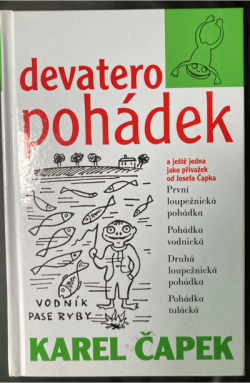 devatero
pohádek
a ještě jedna
jako přívažek
od Josefa Čapka
První
loupežnická
pohádka
Pohádka
vodnická
Druhá
loupežnická
pohádka
Pohádka
tulácká
VODNÍK
PASE RYBY
KAREL ČAPEK